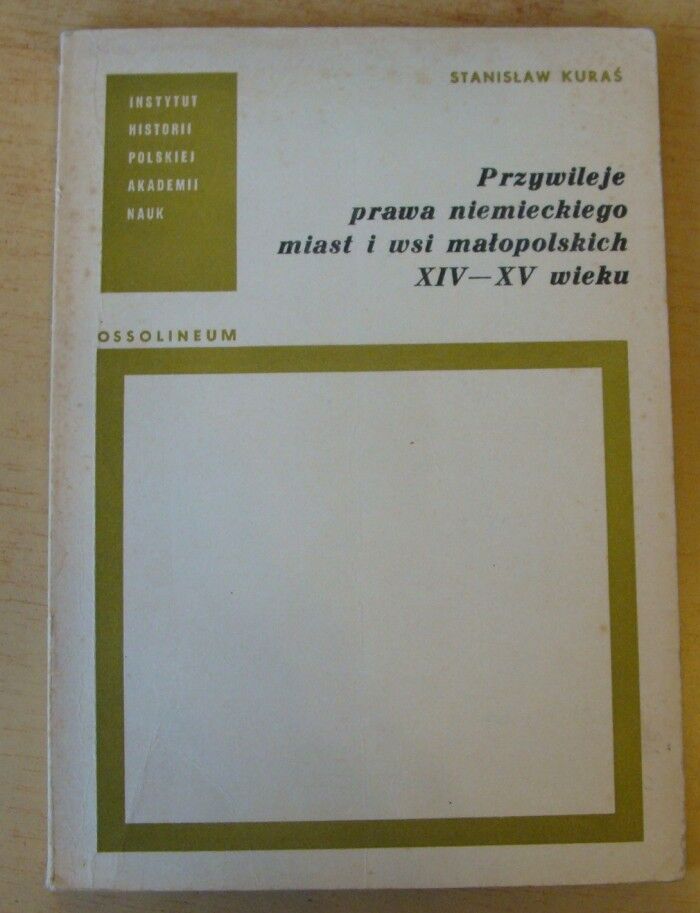 STANISŁAW KURAŚ
INSTYTUT
HISTORII
POLSKIEJ
AKADEMII
NAUK
Przywileje
prawa niemieckiego
miast i wsi małopolskich
XIV—XV wieku
OSSOLINEUM